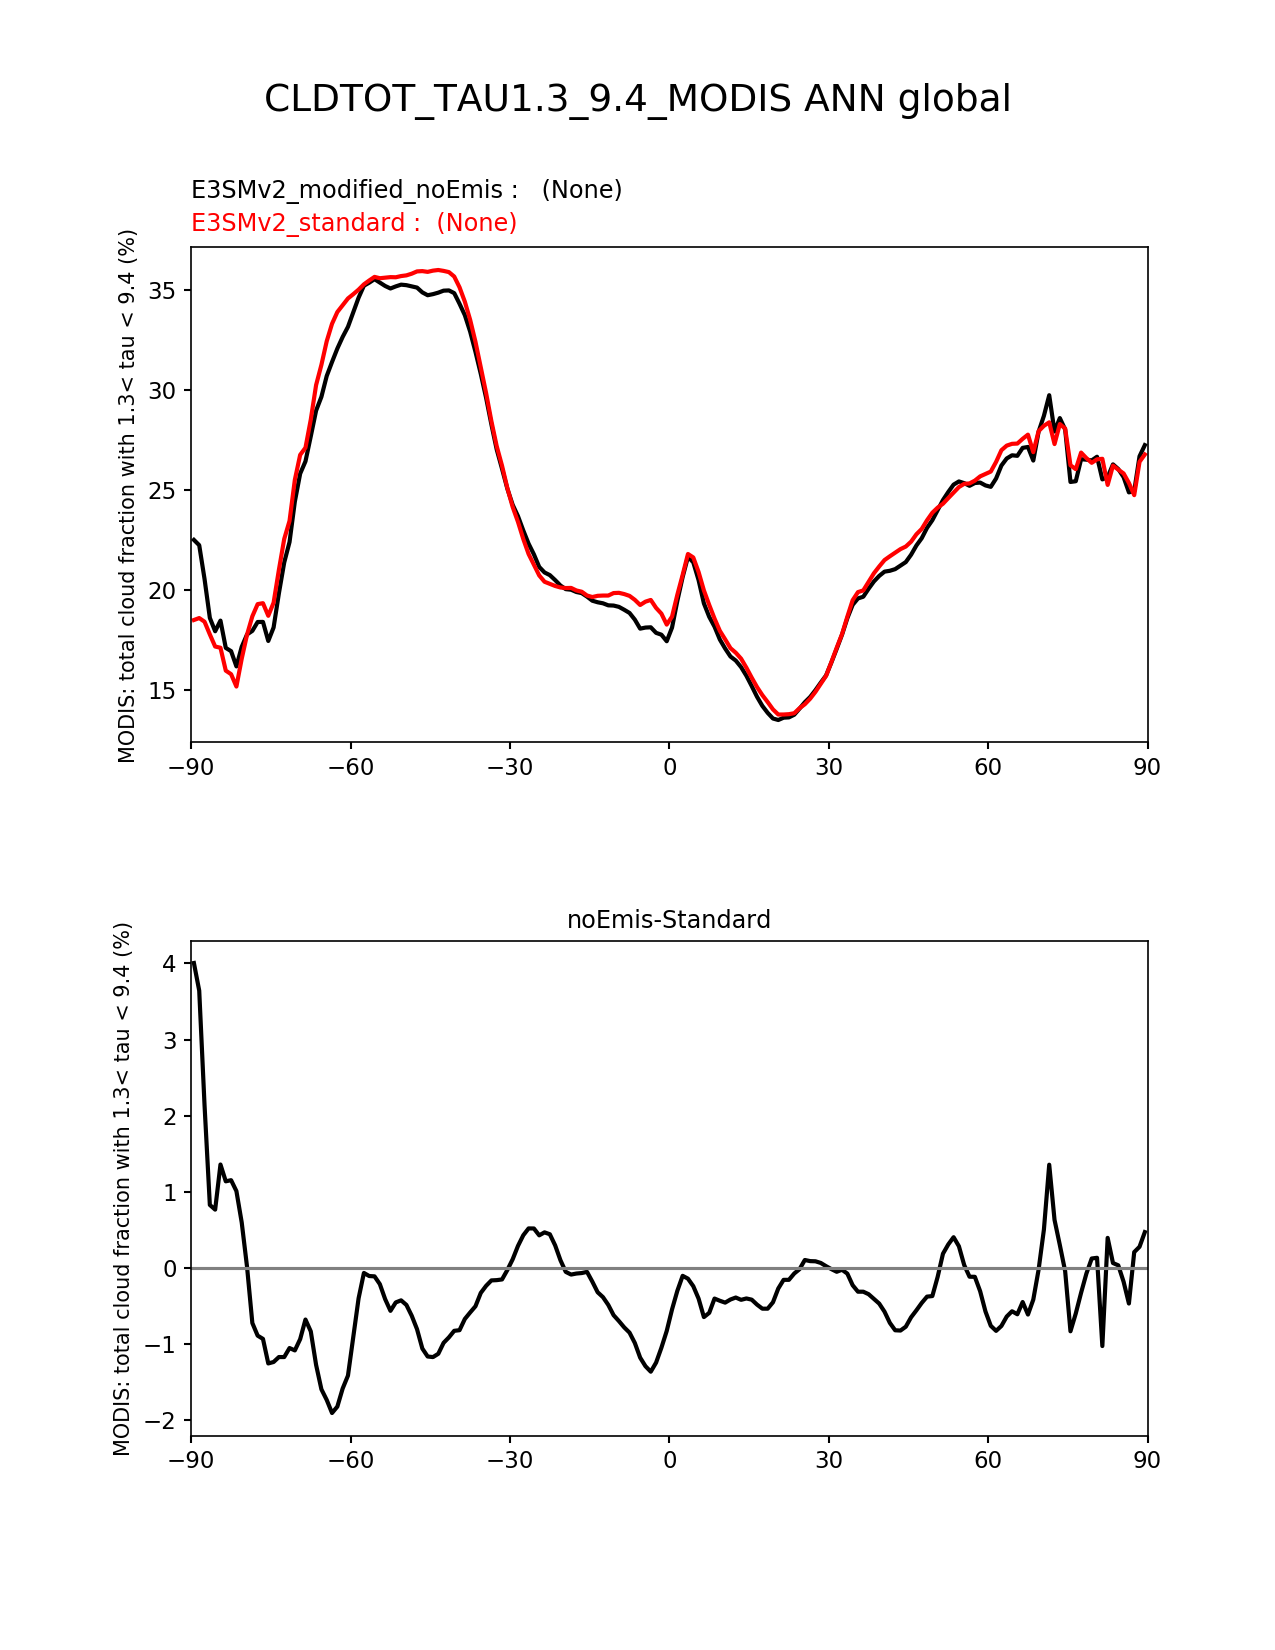 CLDTOT_TAU1.3_9.4_MODIS ANN global
E3SMv2_modified_noEmis :   (None)
E3SMv2_standard :  (None)
MODIS: total cloud fraction with 1.3< tau < 9.4 (%)
35
30
25
20
15
−90 −60 −30 0 30 60 90
noEmis-Standard
MODIS: total cloud fraction with 1.3< tau < 9.4 (%)
4
3
2
1
0
−1
−2
−90 −60 −30 0 30 60 90